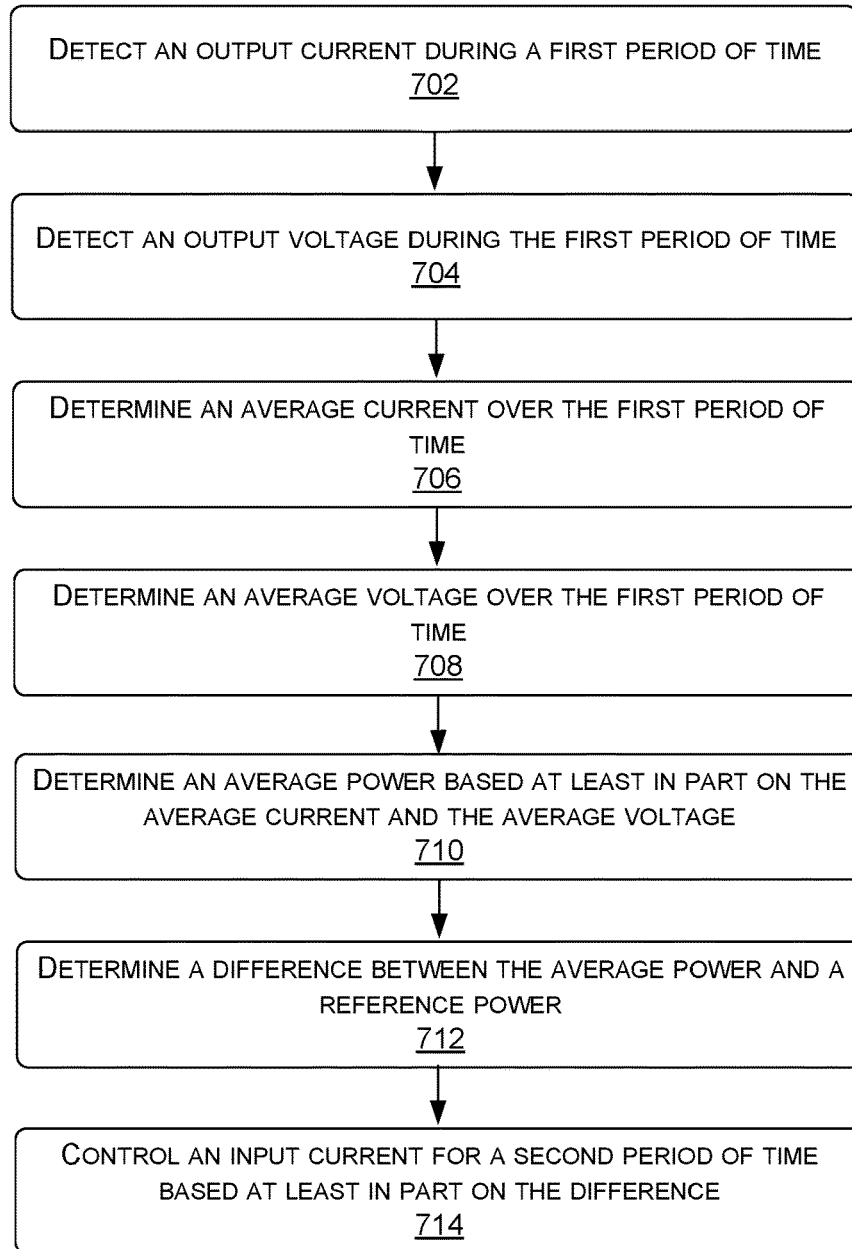 DETECT AN OUTPUT CURRENT DURING A FIRST PERIOD OF TIME
702
DETECT AN OUTPUT VOLTAGE DURING THE FIRST PERIOD OF TIME
704
DETERMINE AN AVERAGE CURRENT OVER THE FIRST PERIOD OF
TIME
706
DETERMINE AN AVERAGE VOLTAGE OVER THE FIRST PERIOD OF
TIME
708
DETERMINE AN AVERAGE POWER BASED AT LEAST IN PART ON THE
AVERAGE CURRENT AND THE AVERAGE VOLTAGE
710
DETERMINE A DIFFERENCE BETWEEN THE AVERAGE POWER AND A
REFERENCE POWER
712
CONTROL AN INPUT CURRENT FOR A SECOND PERIOD OF TIME
BASED AT LEAST IN PART ON THE DIFFERENCE
714